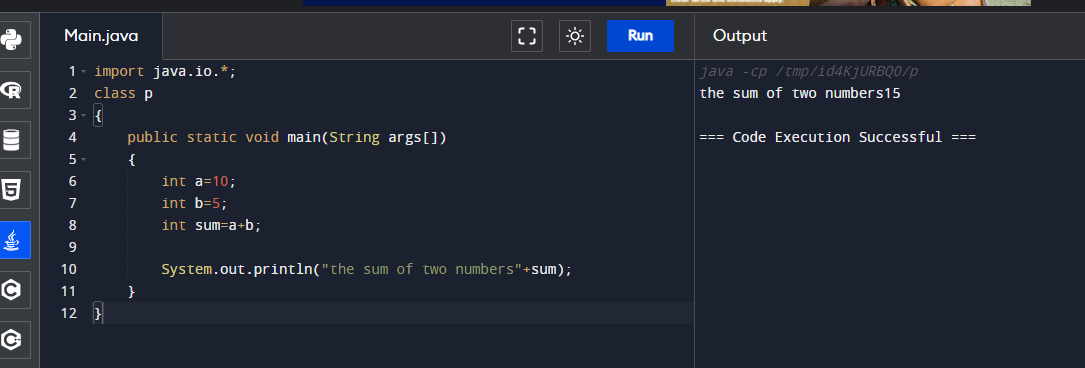 Main.java
Run
Output
1 import java.io.*;
2 class p
3 {
4 public static void main(String args[])
5 {
6 int a=10;
7 int b=5;
8 int sum=a+b;
9
10 System.out.println("the sum of two numbers"+sum);
11 }
12 }
java -cp /tmp/id4KjURBQO/p
the sum of two numbers15
=== Code Execution Successful ===